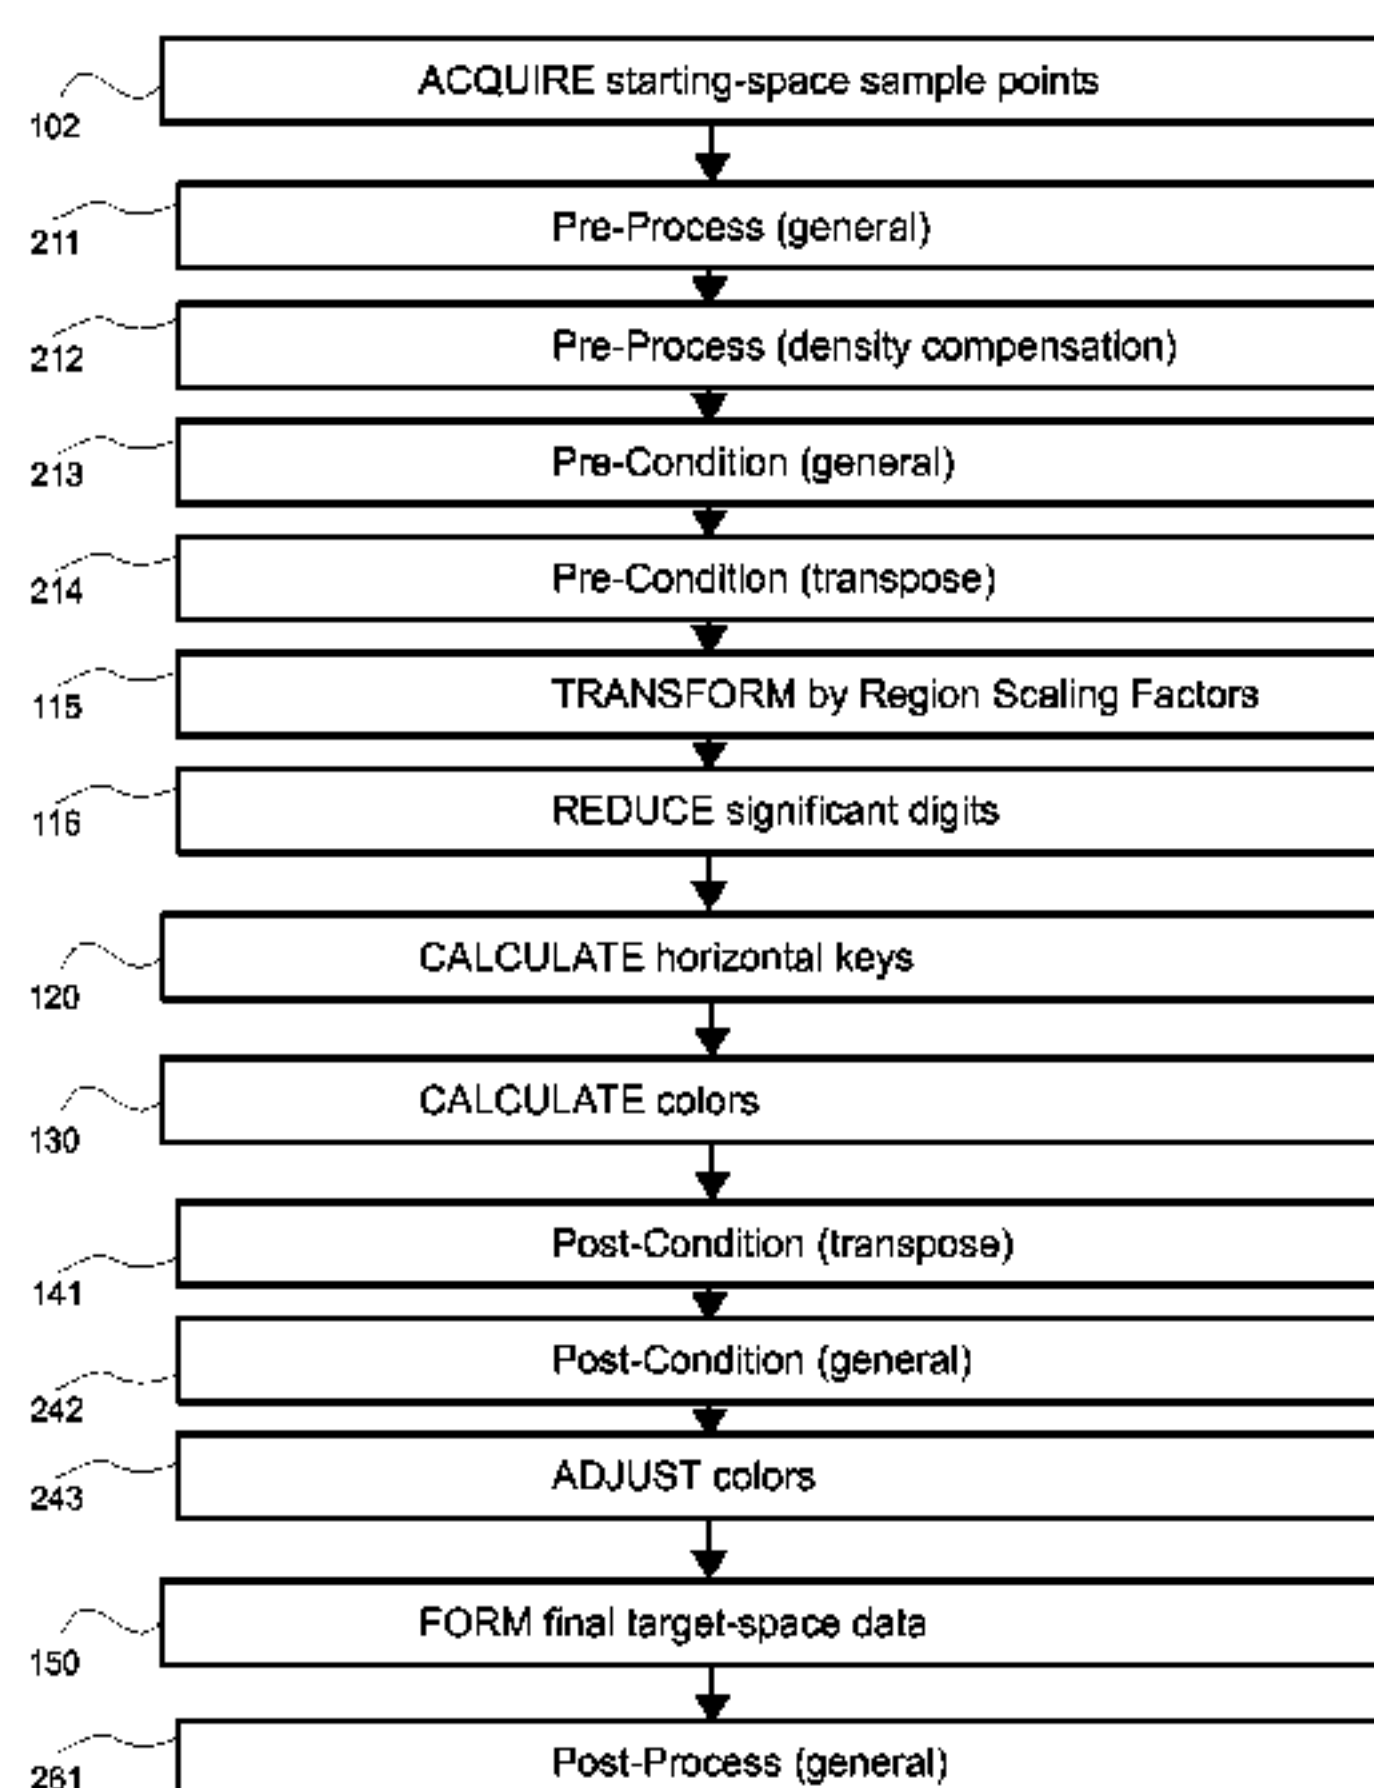 ACQUIRE starting-space sample points
102
Pre-Process (general)
211
Pre-Process (density compensation)
212
Pre-Condition (general)
213
Pre-Condition (transpose)
214
TRANSFORM by Region Scaling Factors
115
REDUCE significant digits
116
CALCULATE horizontal keys
120
CALCULATE colors
130
Post-Condition (transpose)
141
Post-Condition (general)
242
ADJUST colors
243
FORM final target-space data
150
Post-Process (general)
261